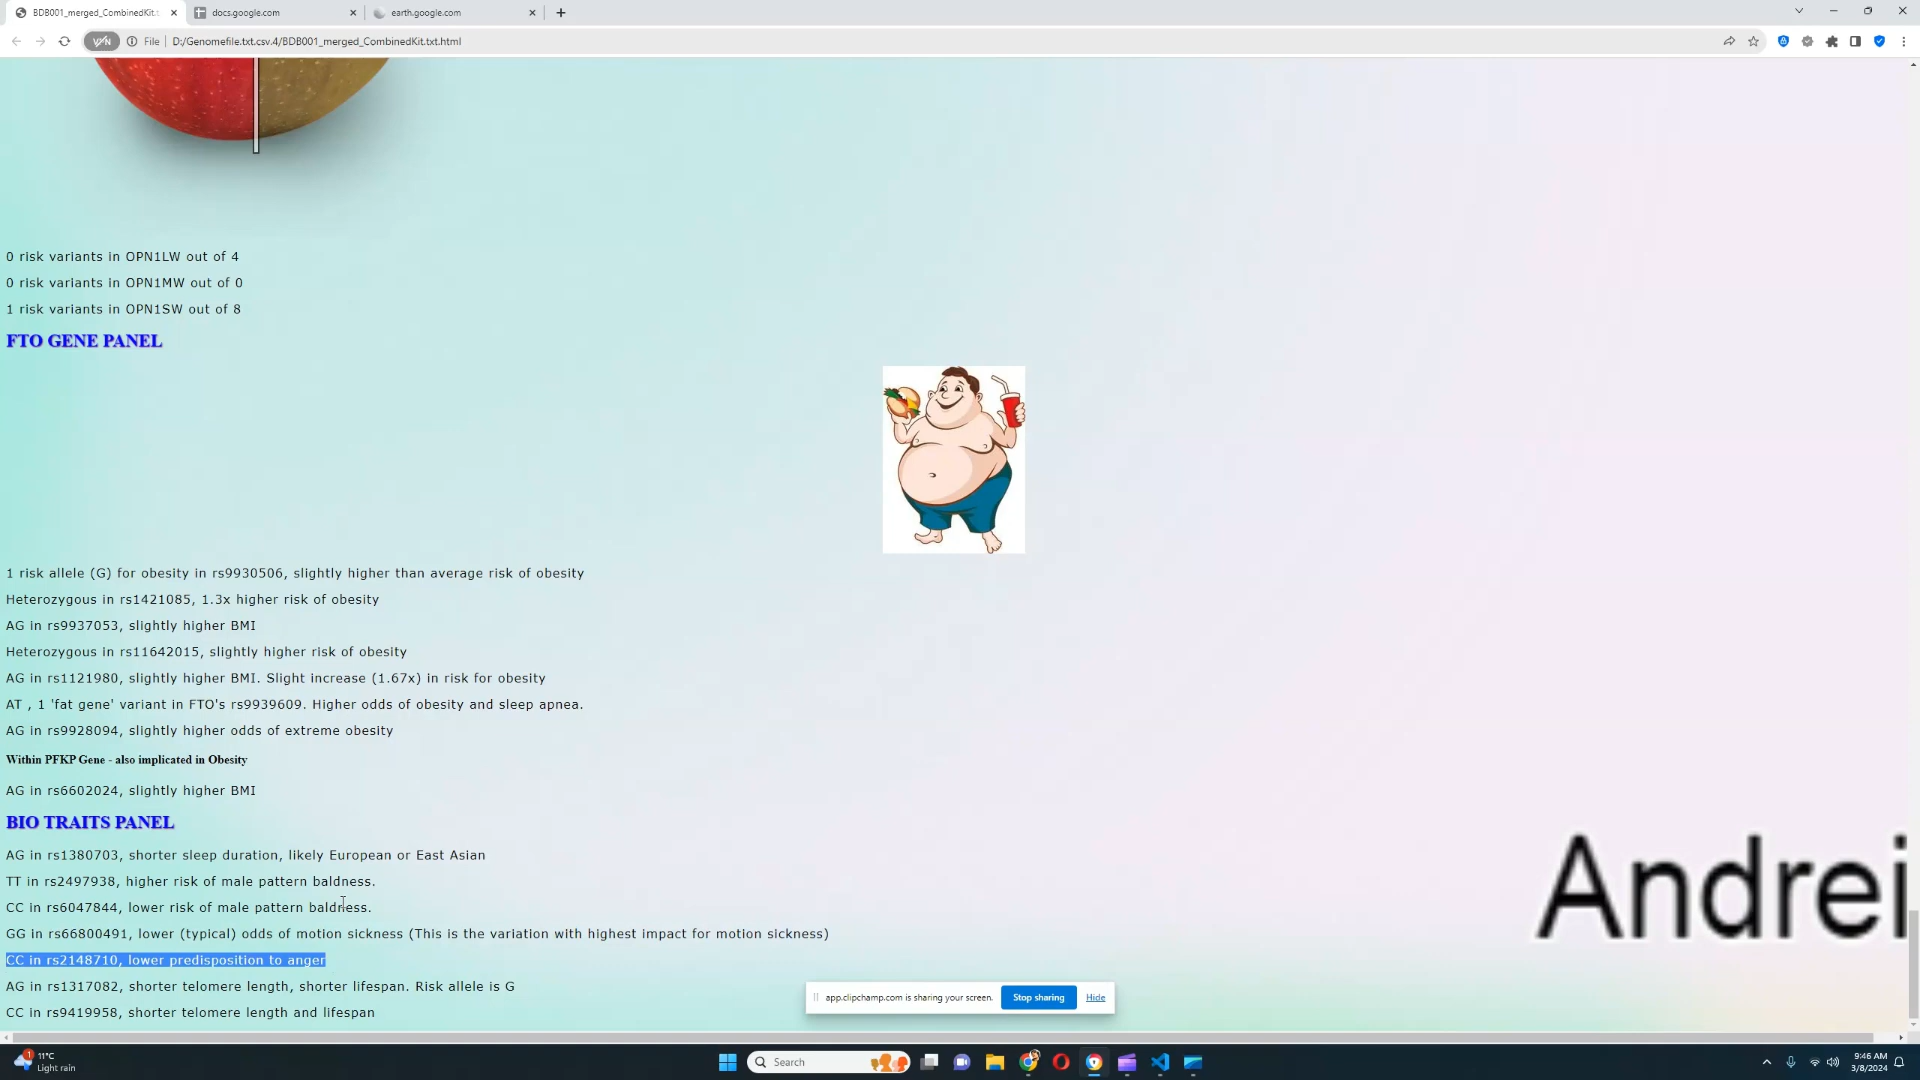 BDB001_merged_CombinedKit.t
docs.google.com
earth.google.com
VPN
File
D:/Genomefile.txt.csv.4/BDB001_merged_CombinedKit.txt.html
0 risk variants in OPN1LW out of 4
0 risk variants in OPN1MW out of 0
1 risk variants in OPN1SW out of 8
FTO GENE PANEL
1 risk allele (G) for obesity in rs9930506, slightly higher than average risk of obesity
Heterozygous in rs1421085, 1.3x higher risk of obesity
AG in rs9937053, slightly higher BMI
Heterozygous in rs11642015, slightly higher risk of obesity
AG in rs1121980, slightly higher BMI. Slight increase (1.67x) in risk for obesity
AT , 1 'fat gene' variant in FTO's rs9939609. Higher odds of obesity and sleep apnea.
AG in rs9928094, slightly higher odds of extreme obesity
Within PFKP Gene - also implicated in Obesity
AG in rs6602024, slightly higher BMI
BIO TRAITS PANEL
AG in rs1380703, shorter sleep duration, likely European or East Asian
TT in rs2497938, higher risk of male pattern baldness.
CC in rs6047844, lower risk of male pattern baldness.
GG in rs66800491, lower (typical) odds of motion sickness (This is the variation with highest impact for motion sickness)
CC in rs2148710, lower predisposition to anger
AG in rs1317082, shorter telomere length, shorter lifespan. Risk allele is G
CC in rs9419958, shorter telomere length and lifespan
Andrei
app.clipchamp.com is sharing your screen.
Stop sharing
Hide
1
11°C
Light rain
Search
9:46 AM
3/8/2024